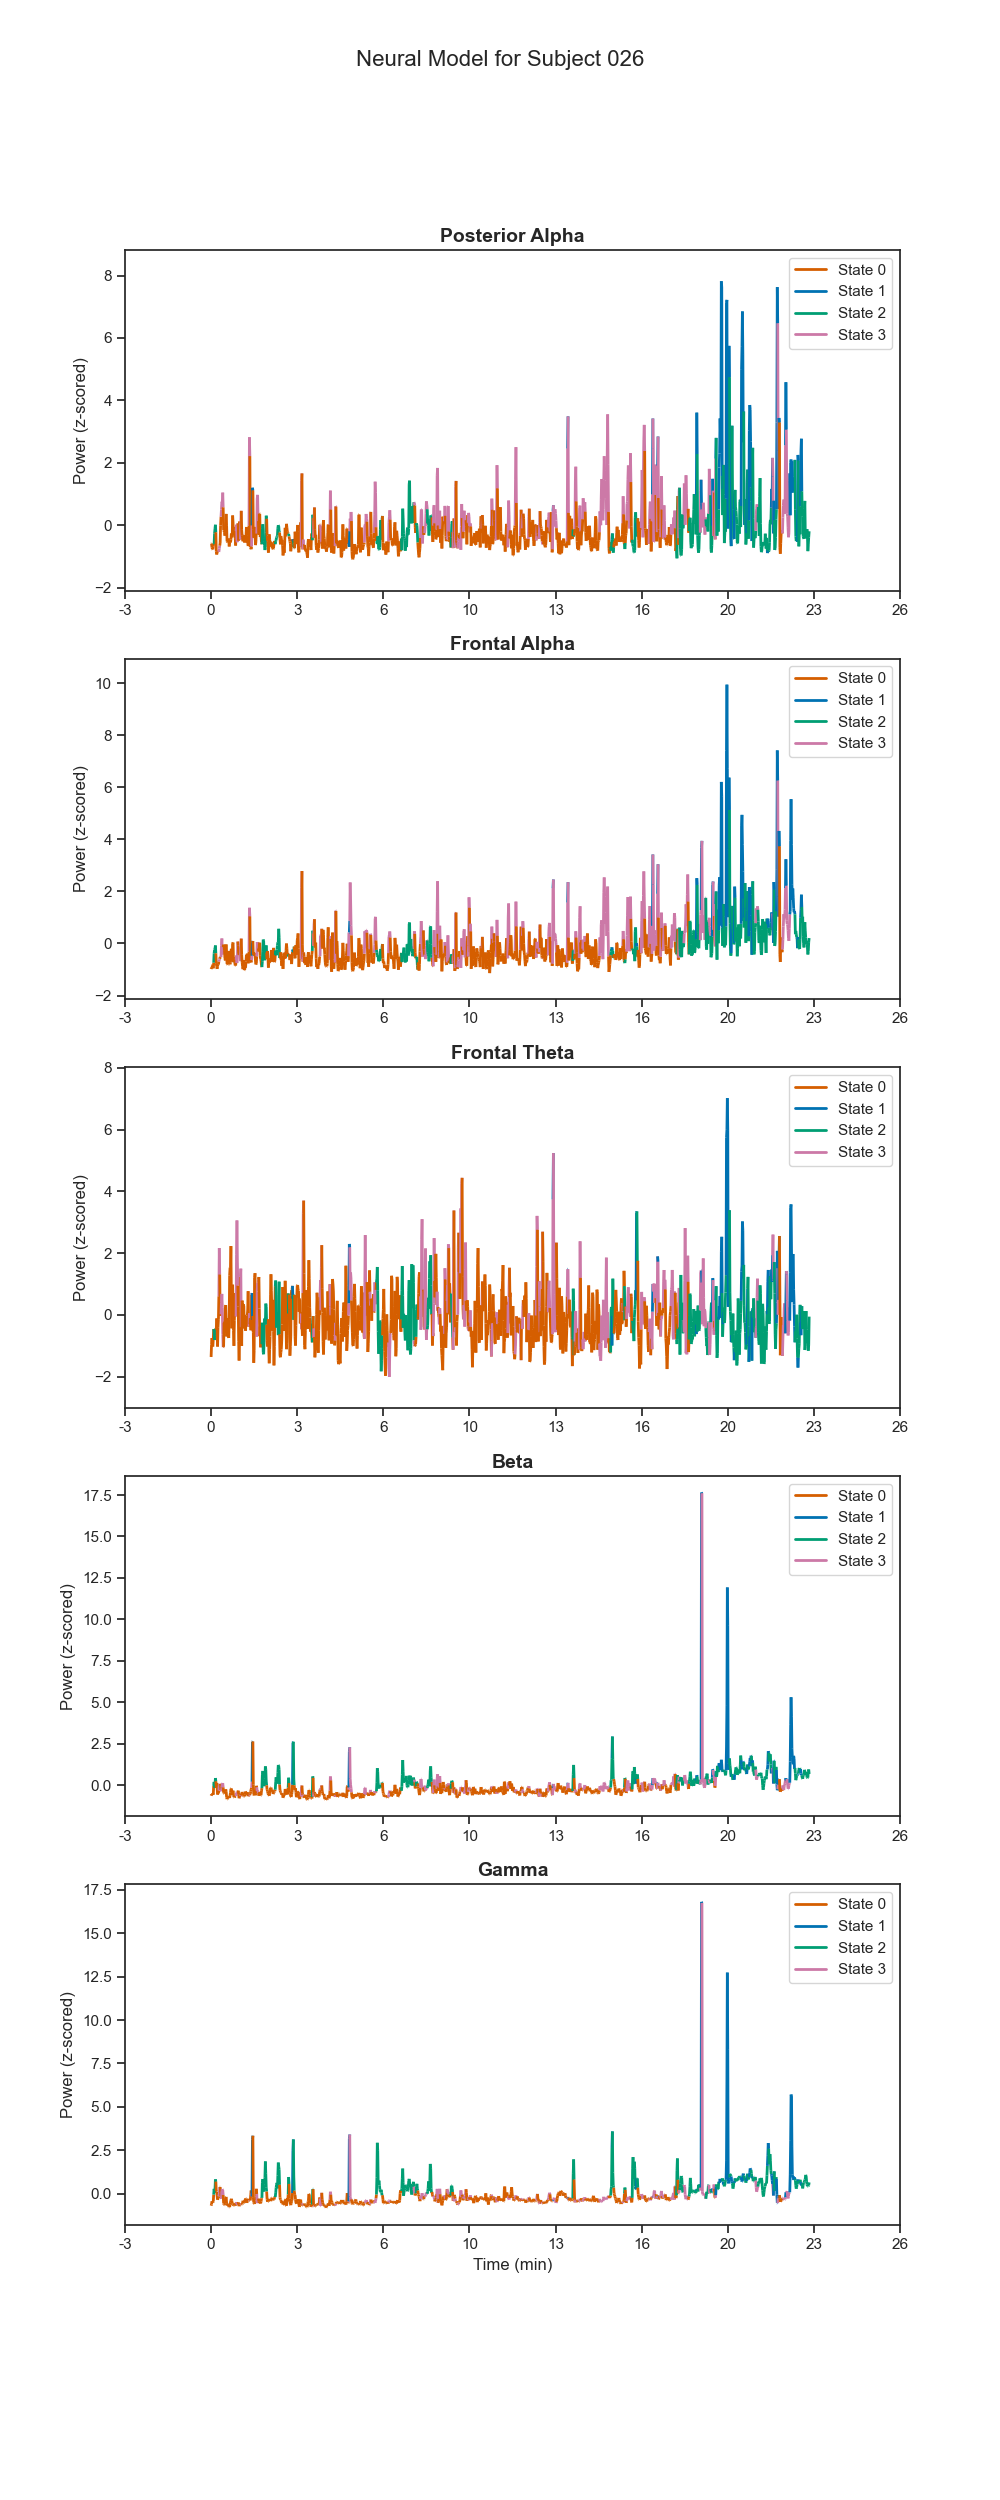 Neural Model for Subject 026
Posterior Alpha
Power (z-scored)
8
6
4
2
0
−2
State 0
State 1
State 2
State 3
-3 0 3 6 10 13 16 20 23 26
Frontal Alpha
Power (z-scored)
10
8
6
4
2
0
−2
State 0
State 1
State 2
State 3
-3 0 3 6 10 13 16 20 23 26
Frontal Theta
Power (z-scored)
8
6
4
2
0
−2
State 0
State 1
State 2
State 3
-3 0 3 6 10 13 16 20 23 26
Beta
Power (z-scored)
17.5
15.0
12.5
10.0
7.5
5.0
2.5
0.0
State 0
State 1
State 2
State 3
-3 0 3 6 10 13 16 20 23 26
Gamma
Power (z-scored)
17.5
15.0
12.5
10.0
7.5
5.0
2.5
0.0
State 0
State 1
State 2
State 3
-3 0 3 6 10 13 16 20 23 26
Time (min)